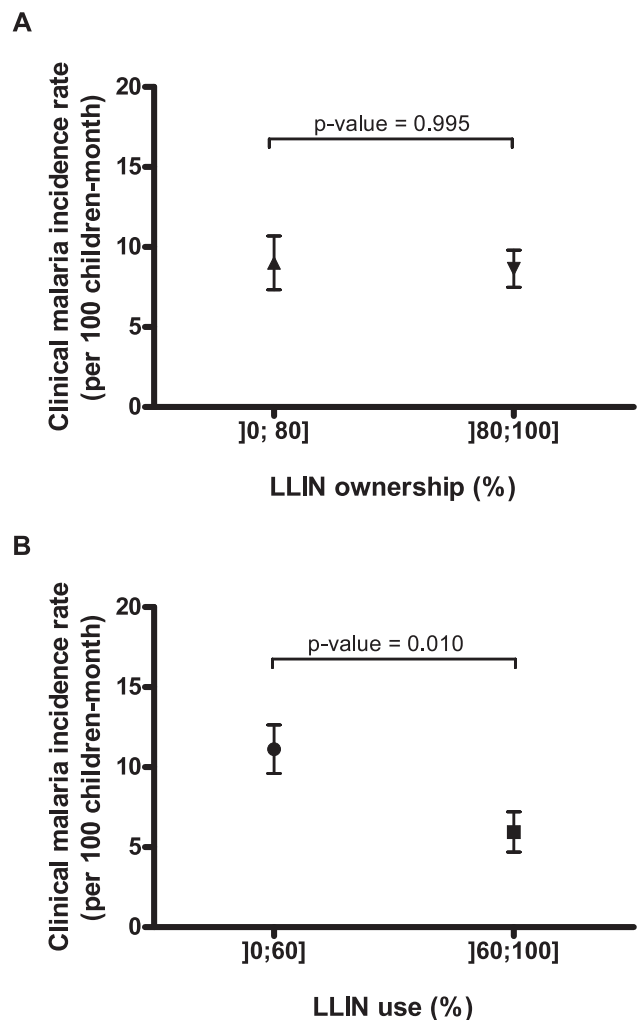 A
Clinical malaria incidence rate
(per 100 children-month)
20
15
10
5
0
p-value = 0.995
]0; 80]
]80;100]
LLIN ownership (%)
B
Clinical malaria incidence rate
(per 100 children-month)
20
15
10
5
0
p-value = 0.010
]0;60]
]60;100]
LLIN use (%)